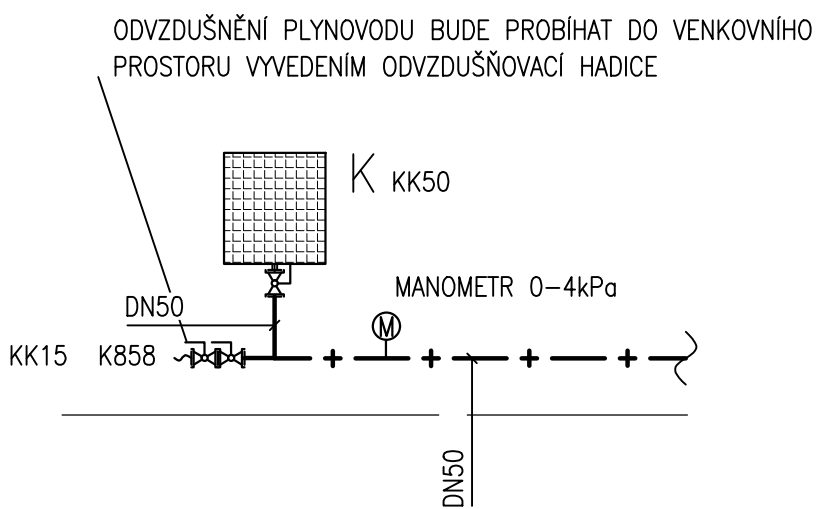 ODVZDUŠNĚNÍ PLYNOVODU BUDE PROBÍHAT DO VENKOVNÍHO
PROSTORU VYVEDENÍM ODVZDUŠŇOVACÍ HADICE
K KK50
MANOMETR 0-4kPa
DN50
M
KK15 K858
DN50